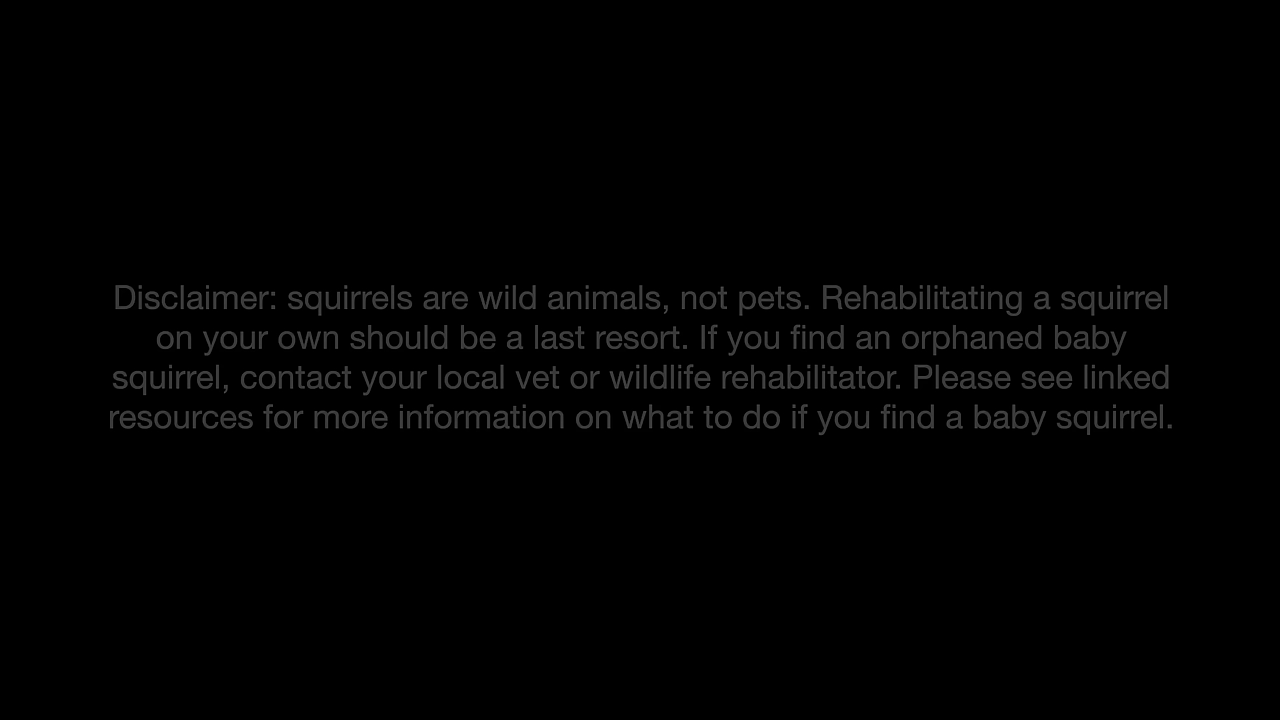 Disclaimer: squirrels are wild animals, not pets. Rehabilitating a squirrel
on your own should be a last resort. If you find an orphaned baby
squirrel, contact your local vet or wildlife rehabilitator. Please see linked
resources for more information on what to do if you find a baby squirrel.